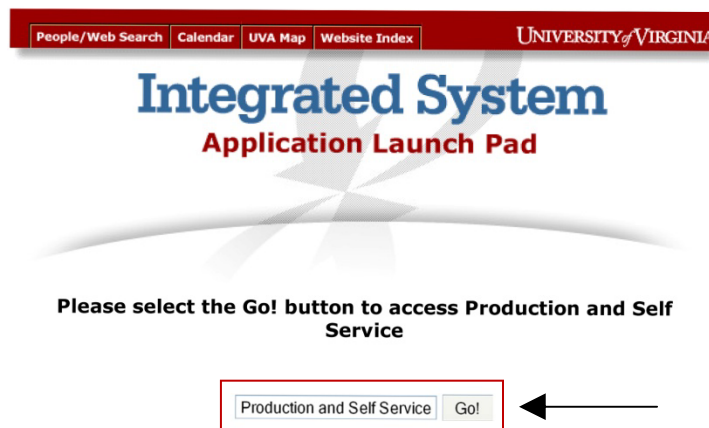 People/Web Search Calendar UVA Map Website Index UNIVERSITY of VIRGINIA
Integrated System
Application Launch Pad
Please select the Go! button to access Production and Self
Service
Production and Self Service Go!